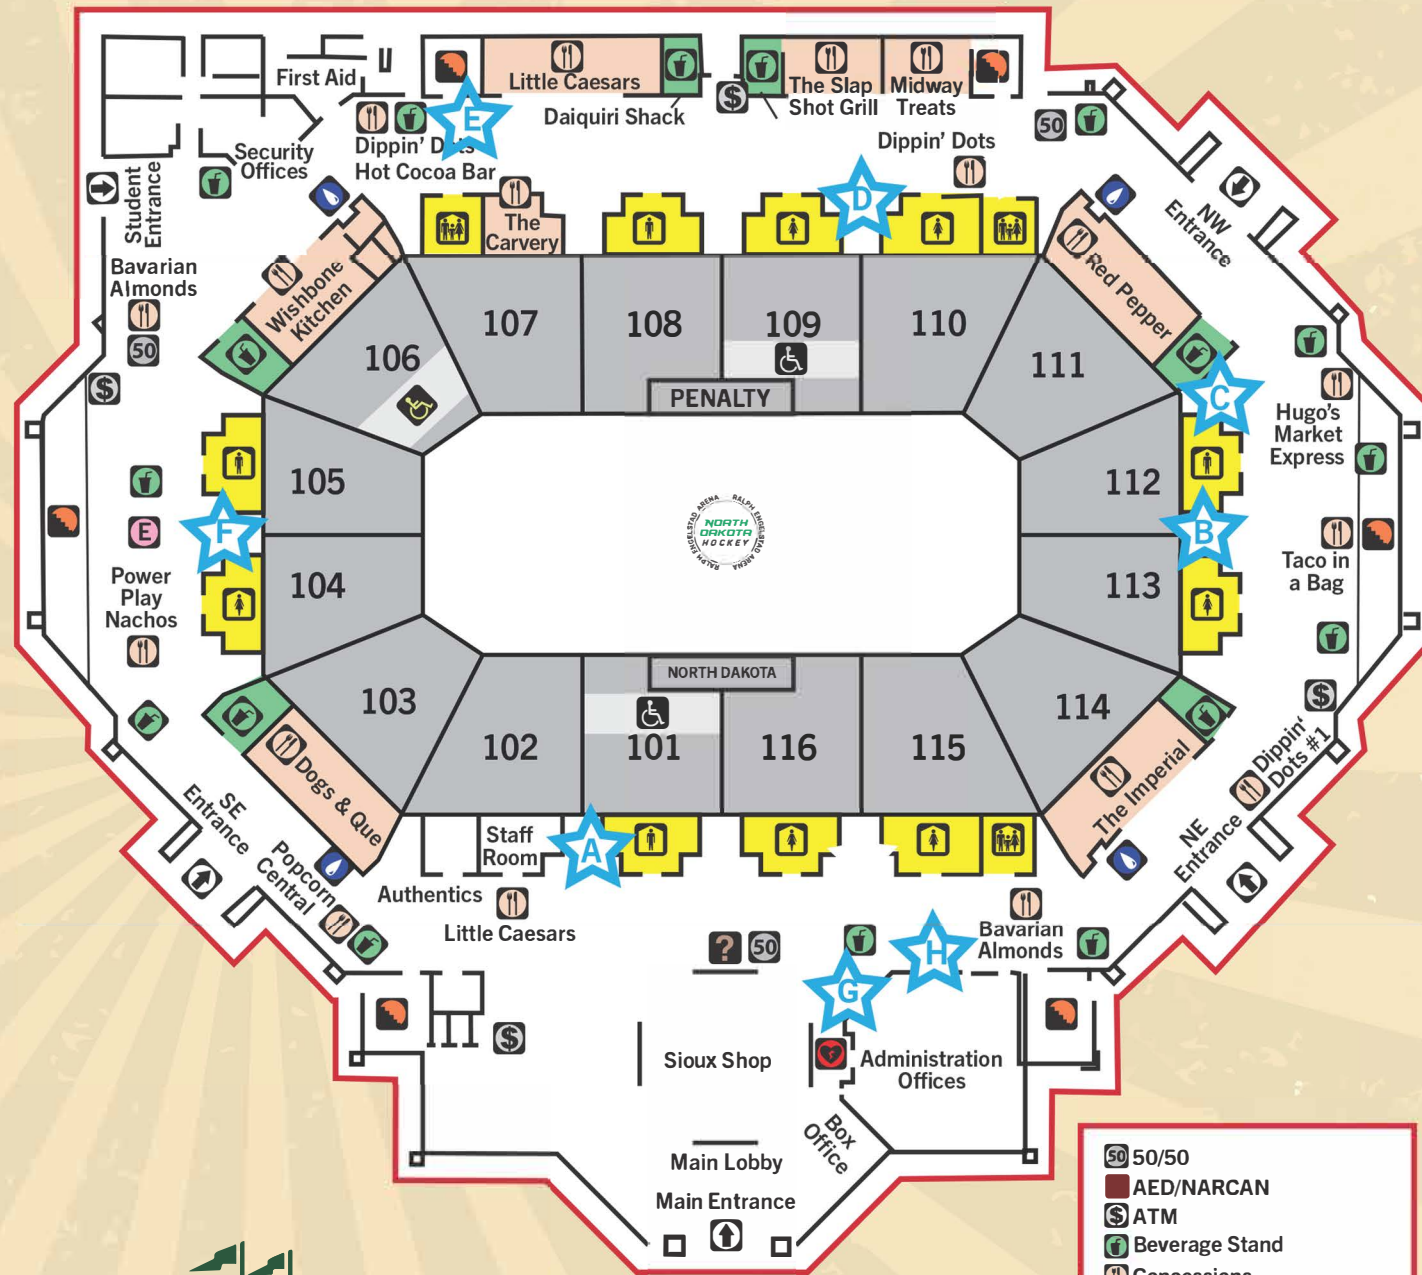 First Aid
Little Caesars
Daiquiri Shack
$
The Slap
Shot Grill
Midway
Treats
50
Dippin' Dots
Hot Cocoa Bar
E
Dippin' Dots
D
Security
Offices
Student
Entrance
NW
Entrance
The
Carvery
Bavarian
Almonds
50
$
Wishbone
Kitchen
Red Pepper
106
107
108
109
110
111
PENALTY
C
Hugo's
Market
Express
105
112
E
F
B
NORTH
DAKOTA
HOCKEY
RALPH ENGELSTAD ARENA
RALPH ENGELSTAD ARENA
Taco in
a Bag
Power
Play
Nachos
104
113
NORTH DAKOTA
103
102
101
116
115
114
$
Dippin'
Dots #1
Dogs & Que
The Imperial
SE
Entrance
NE
Entrance
Staff
Room
A
Popcorn
Central
Authentics
Little Caesars
? 50
H
G
Bavarian
Almonds
$
Sioux Shop
Administration
Offices
Box
Office
Main Lobby
Main Entrance
50 50/50
AED/NARCAN
$ ATM
Beverage Stand
Concessions